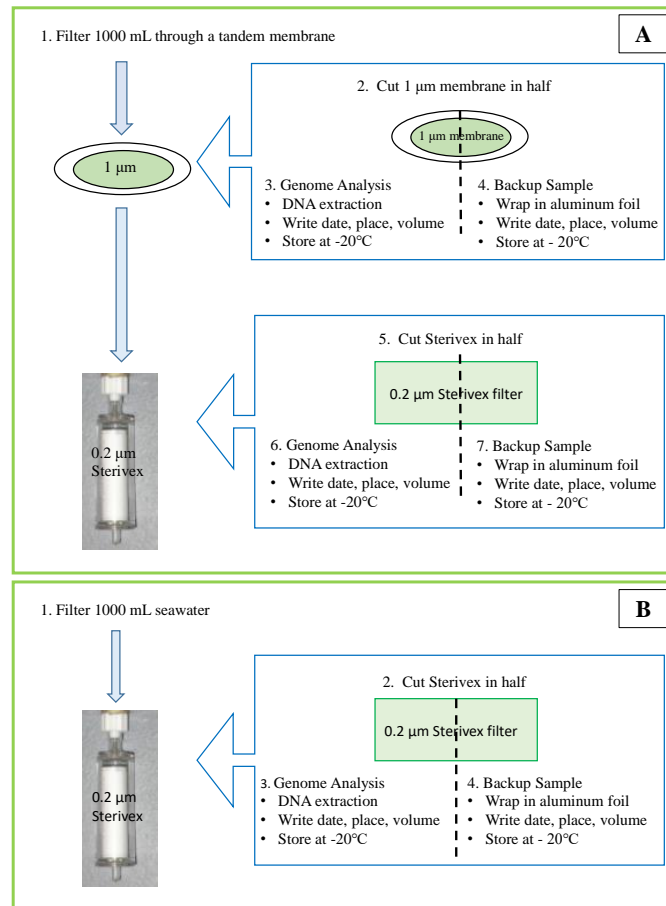 1. Filter 1000 mL through a tandem membrane
A
2. Cut 1 μm membrane in half
1 μm membrane
1 μm
3. Genome Analysis
• DNA extraction
• Write date, place, volume
• Store at -20°C
4. Backup Sample
• Wrap in aluminum foil
• Write date, place, volume
• Store at - 20°C
5. Cut Sterivex in half
0.2 μm Sterivex filter
0.2 μm
Sterivex
6. Genome Analysis
• DNA extraction
• Write date, place, volume
• Store at -20°C
7. Backup Sample
• Wrap in aluminum foil
• Write date, place, volume
• Store at - 20°C
1. Filter 1000 mL seawater
B
2. Cut Sterivex in half
0.2 μm Sterivex filter
0.2 μm
Sterivex
3. Genome Analysis
• DNA extraction
• Write date, place, volume
• Store at -20°C
4. Backup Sample
• Wrap in aluminum foil
• Write date, place, volume
• Store at - 20°C